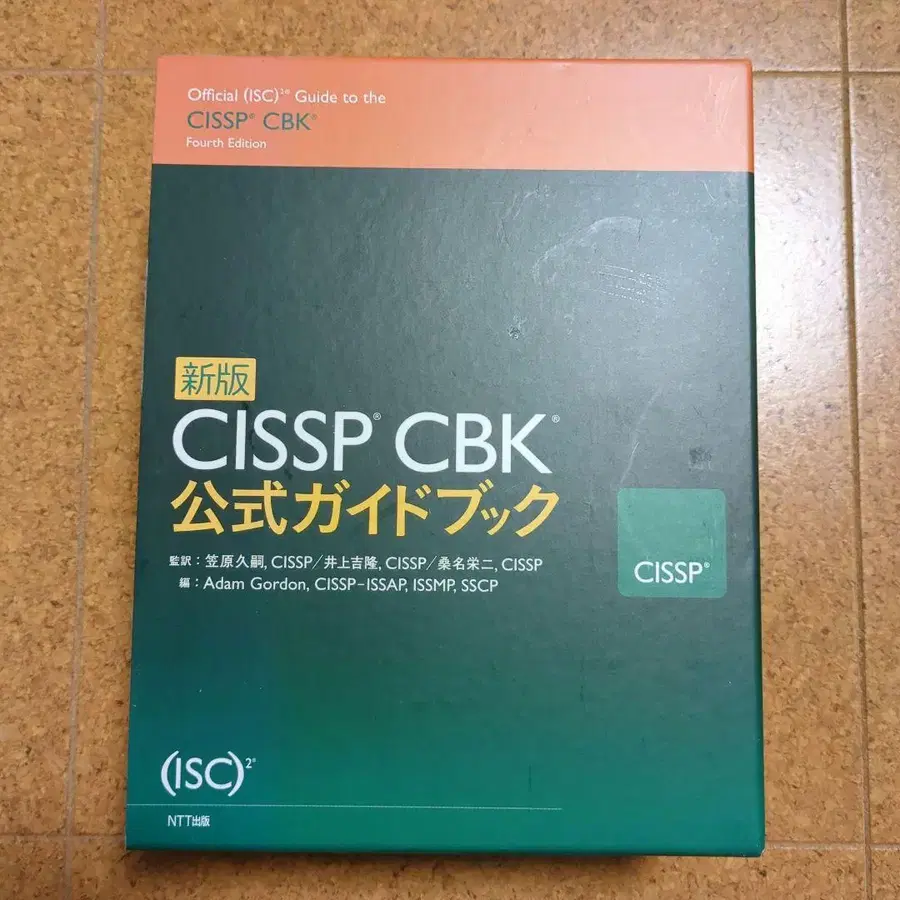 Official (ISC)²® Guide to the
CISSP® CBK®
Fourth Edition
新版
CISSP® CBK®
公式ガイドブック
監訳：笠原久嗣, CISSP／井上吉隆, CISSP／桑名栄二, CISSP
編：Adam Gordon, CISSP-ISSAP, ISSMP, SSCP
CISSP®
(ISC)²®
NTT出版